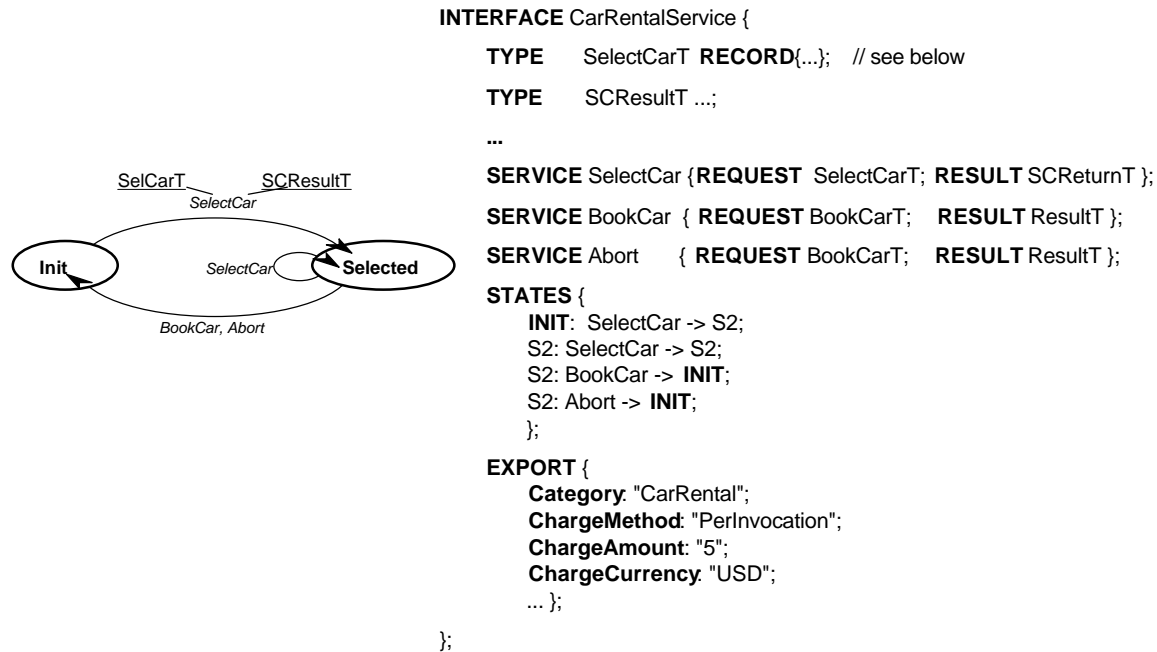 INTERFACE CarRentalService {
TYPE SelectCarT RECORD{...}; // see below
TYPE SCResultT ...;
...
SERVICE SelectCar {REQUEST SelectCarT; RESULT SCReturnT };
SERVICE BookCar { REQUEST BookCarT; RESULT ResultT };
SERVICE Abort { REQUEST BookCarT; RESULT ResultT };
STATES {
INIT: SelectCar -> S2;
S2: SelectCar -> S2;
S2: BookCar -> INIT;
S2: Abort -> INIT;
};
EXPORT {
Category: "CarRental";
ChargeMethod: "PerInvocation";
ChargeAmount: "5";
ChargeCurrency: "USD";
... };
};
SelCarT SCResultT
SelectCar
Init SelectCar Selected
BookCar, Abort